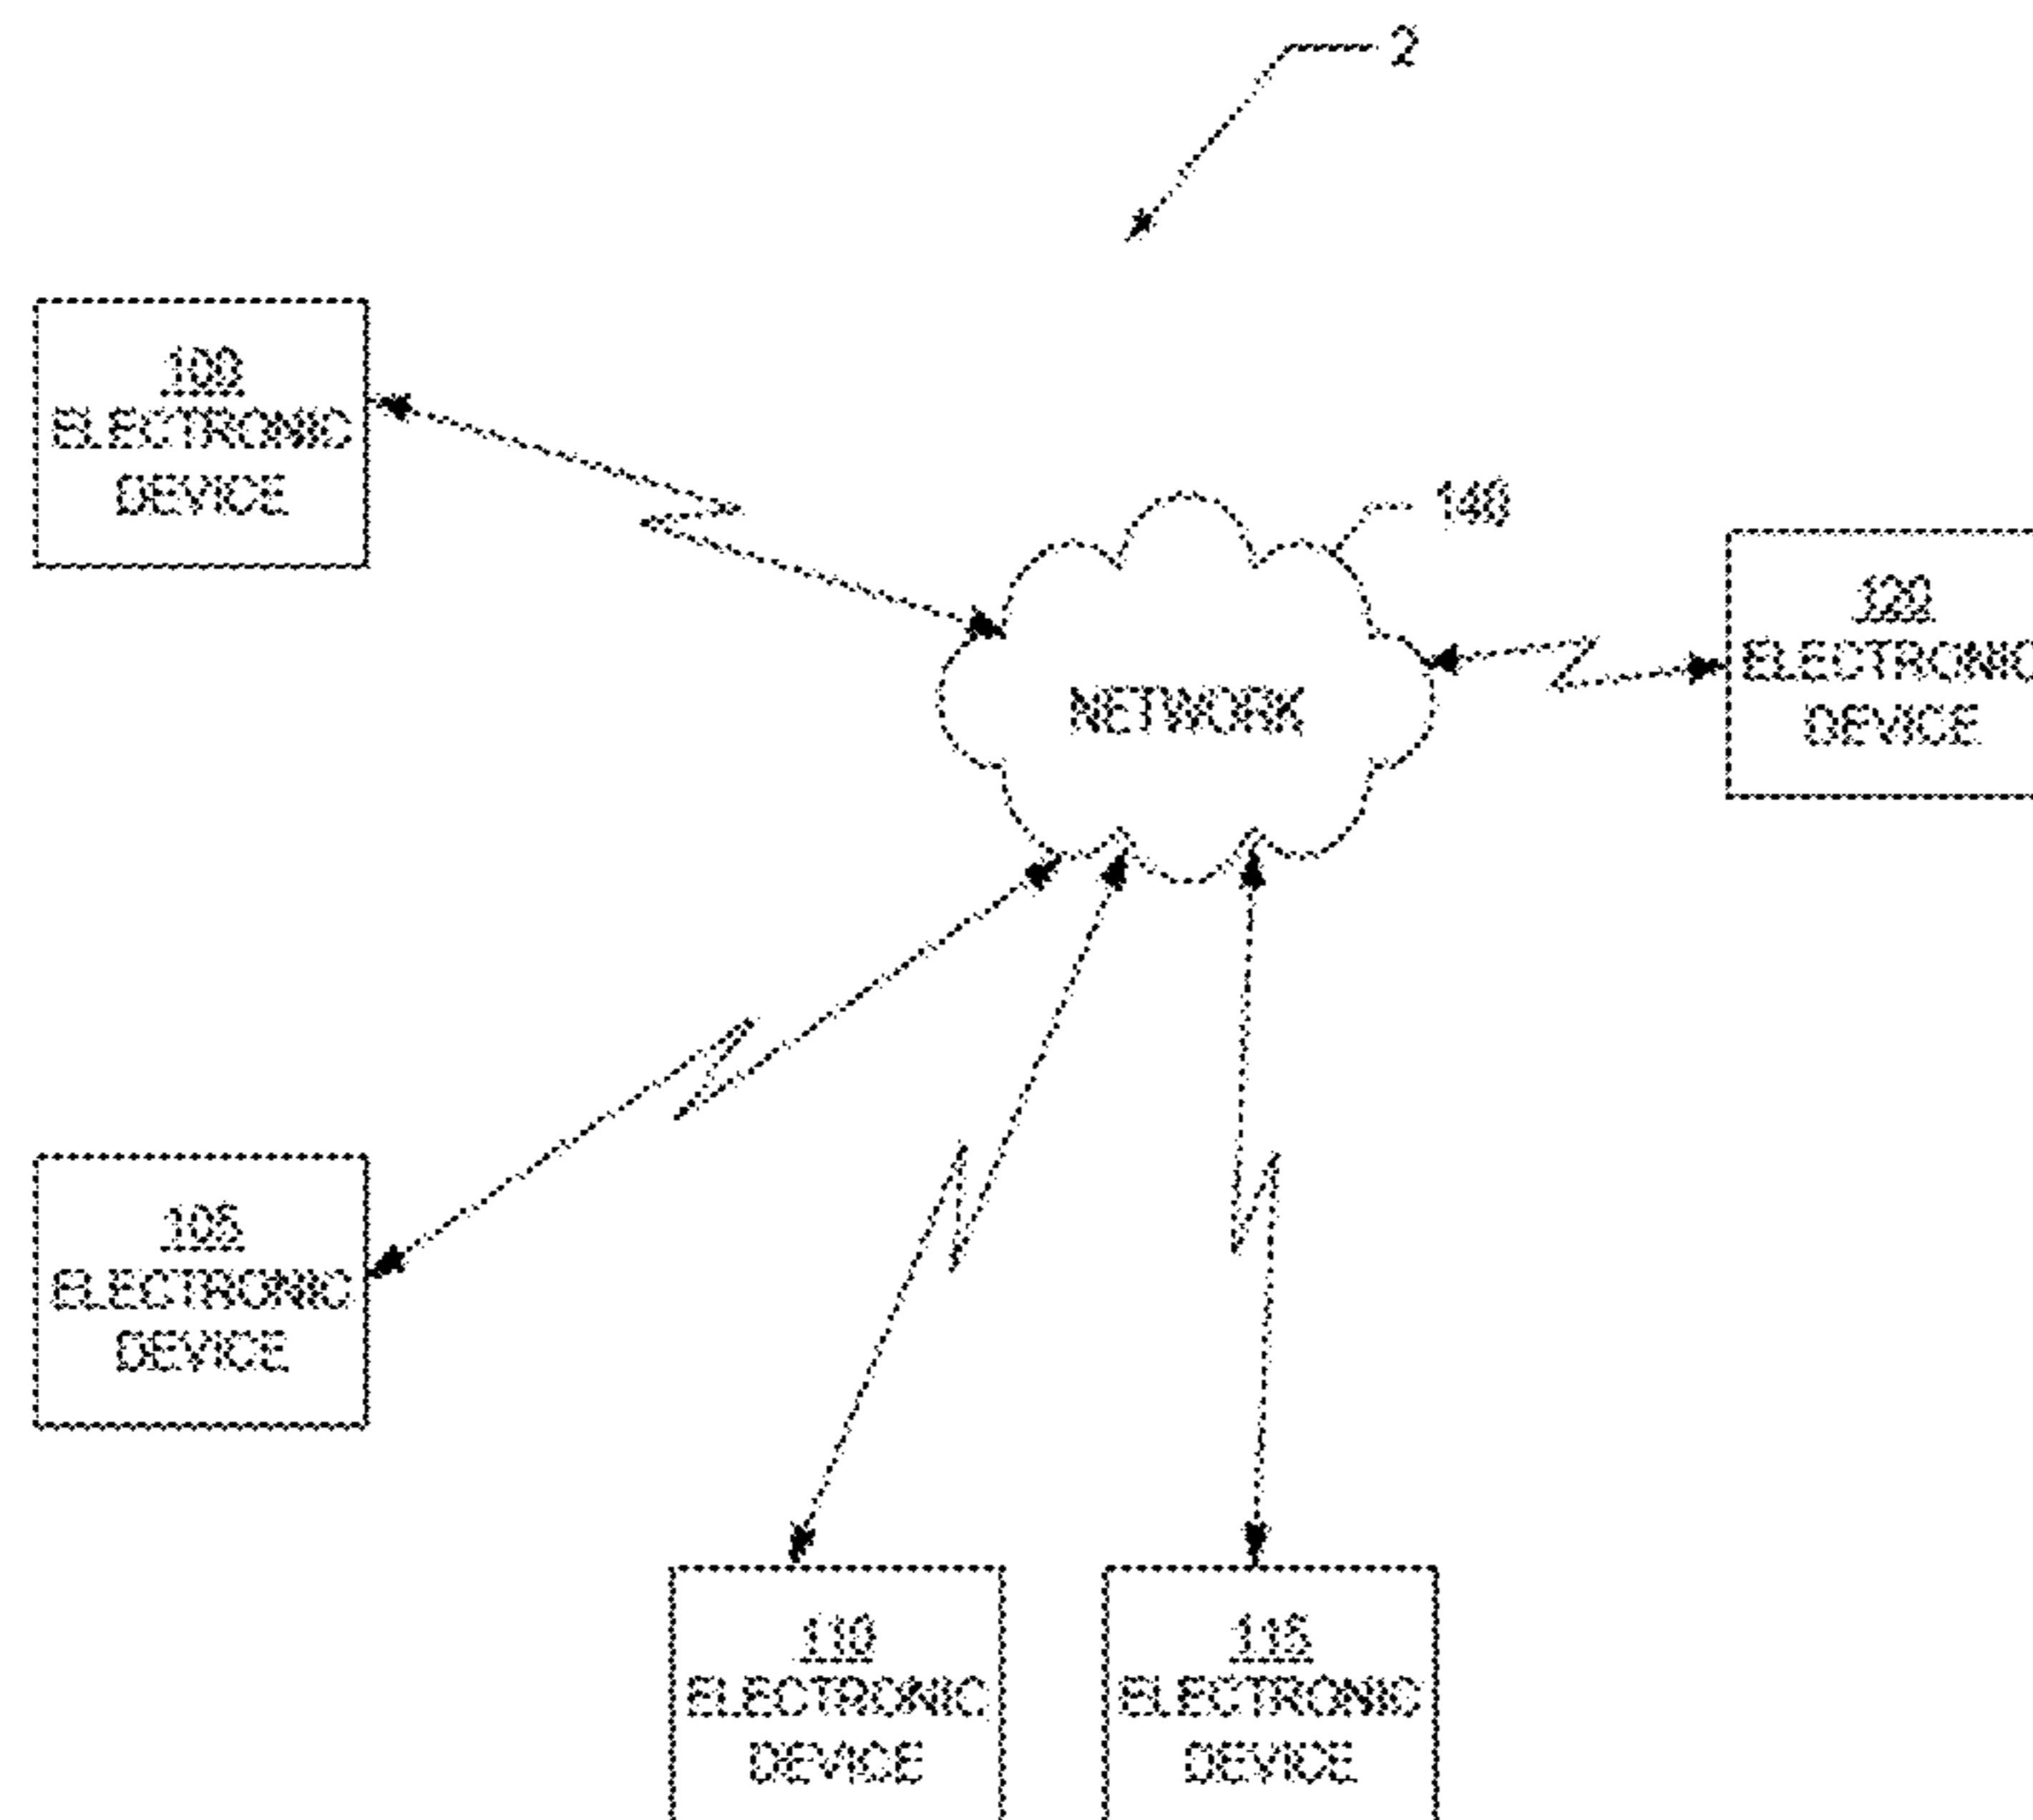 2
100
ELECTRONIC
DEVICE
140
120
ELECTRONIC
DEVICE
NETWORK
105
ELECTRONIC
DEVICE
110
ELECTRONIC
DEVICE
115
ELECTRONIC
DEVICE